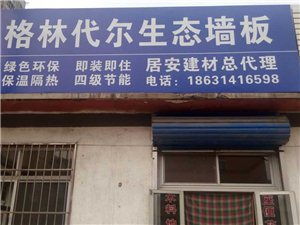 格林代尔生态墙板
绿色环保 即装即住 居安建材总代理
保温隔热 四级节能 电话：18631416598